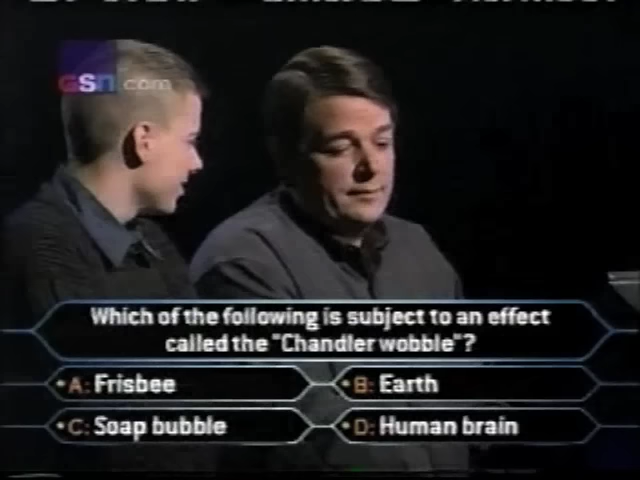 GSN.com
Which of the following is subject to an effect
called the "Chandler wobble"?
A: Frisbee
B: Earth
C: Soap bubble
D: Human brain